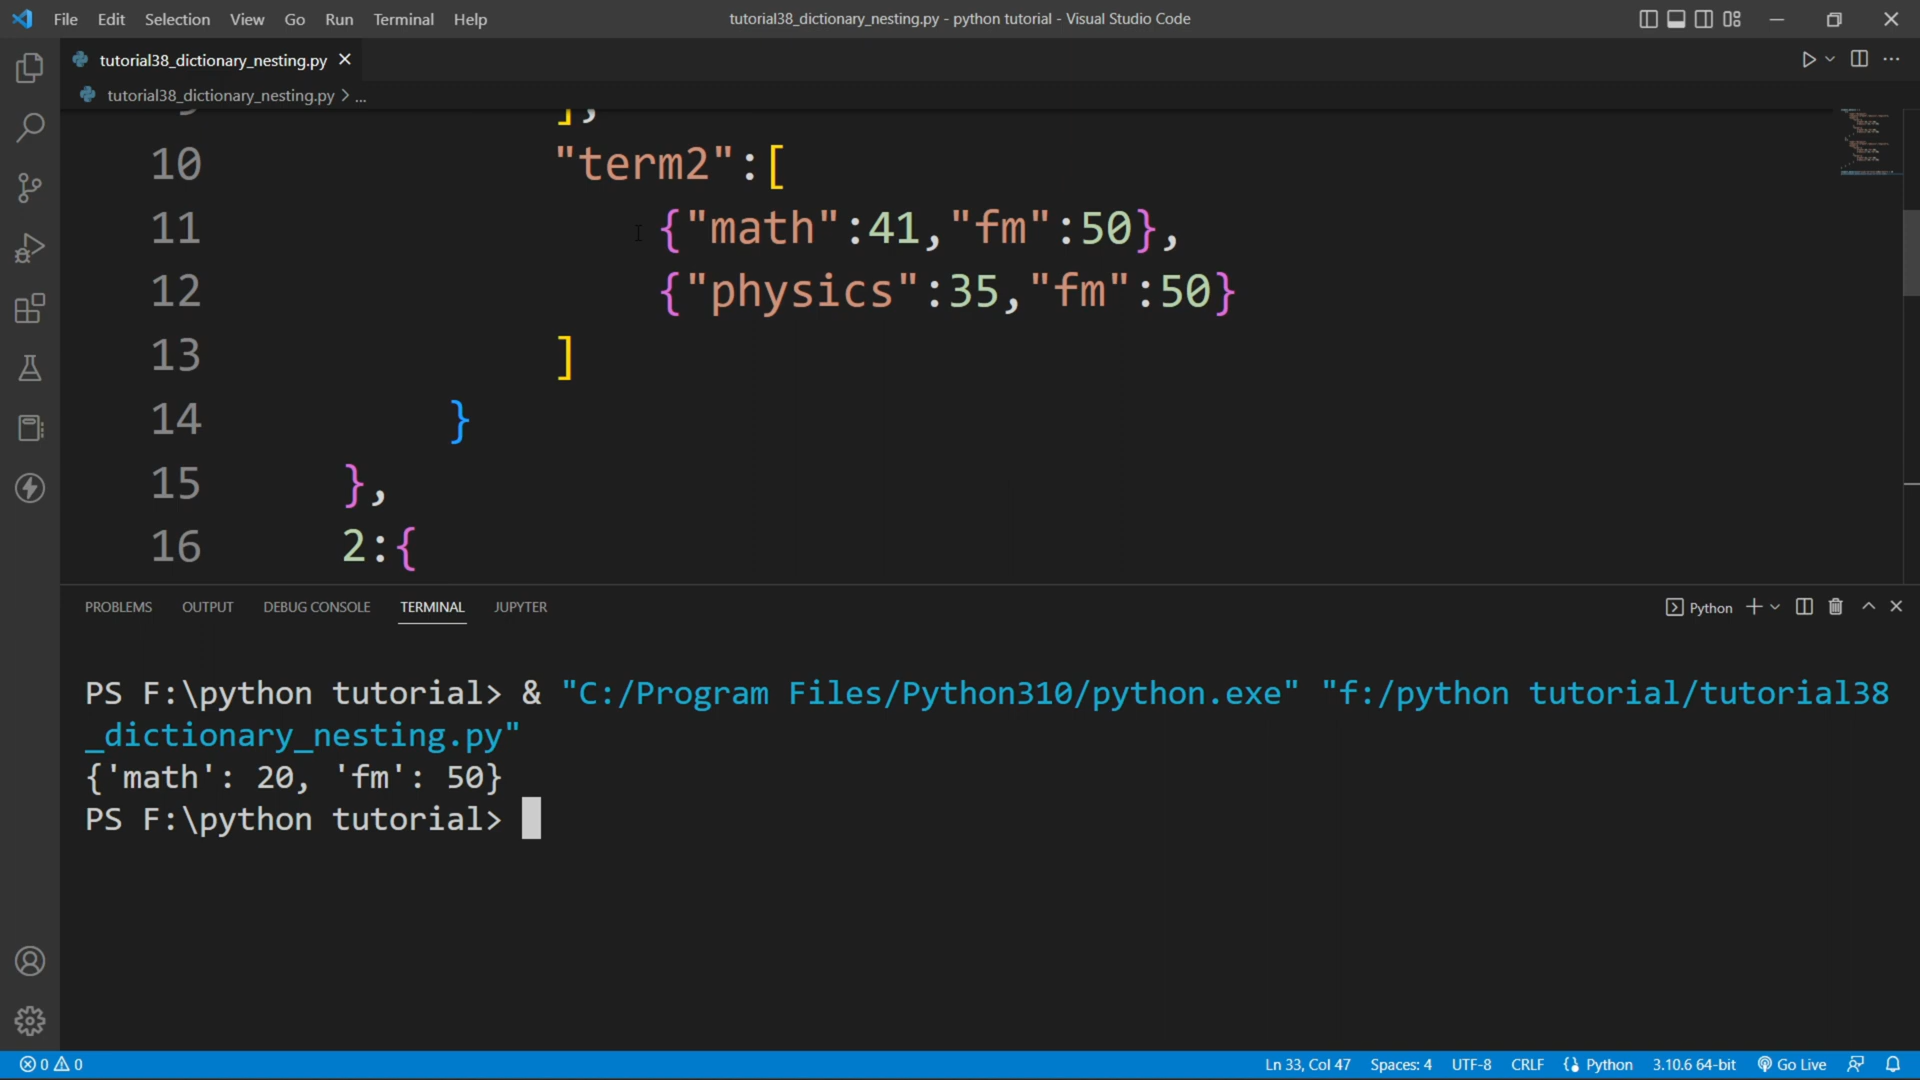 File Edit Selection View Go Run Terminal Help
tutorial38_dictionary_nesting.py - python tutorial - Visual Studio Code
tutorial38_dictionary_nesting.py
tutorial38_dictionary_nesting.py > ...
],
10 "term2":[
11 {"math":41,"fm":50},
12 {"physics":35,"fm":50}
13 ]
14 }
15 },
16 2:{
PROBLEMS OUTPUT DEBUG CONSOLE TERMINAL JUPYTER
Python
PS F:\python tutorial> & "C:/Program Files/Python310/python.exe" "f:/python tutorial/tutorial38
_dictionary_nesting.py"
{'math': 20, 'fm': 50}
PS F:\python tutorial>
0 0 Ln 33, Col 47 Spaces: 4 UTF-8 CRLF Python 3.10.6 64-bit Go Live